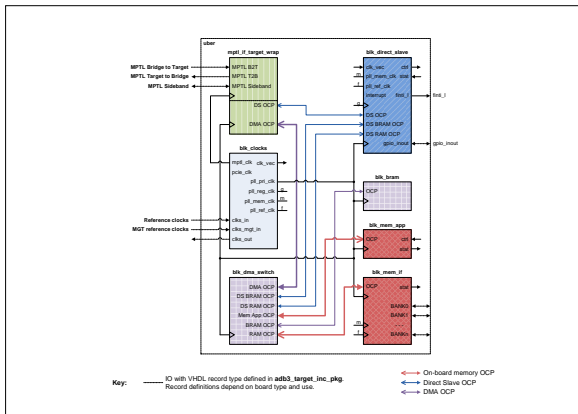 uber
mptl_if_target_wrap
MPTL Bridge to Target
MPTL B2T
MPTL Target to Bridge
MPTL T2B
MPTL Sideband
MPTL Sideband
DS OCP
DMA OCP
blk_direct_slave
clk_vec
ctrl
m
pll_mem_clk
stat
r
pll_ref_clk
interrupt
finti_l
finti_l
g
DS OCP
DS BRAM OCP
DS RAM OCP
gpio_inout
gpio_inout
blk_clocks
mptl_clk
clk_vec
pcie_clk
pll_pri_clk
pll_reg_clk
g
pll_mem_clk
m
pll_ref_clk
r
Reference clocks
clks_in
MGT reference clocks
clks_mgt_in
clks_out
blk_bram
OCP
blk_mem_app
OCP
ctrl
stat
blk_dma_switch
DMA OCP
DS BRAM OCP
DS RAM OCP
Mem App OCP
BRAM OCP
RAM OCP
blk_mem_if
OCP
stat
BANK0
BANK1
m
- - -
r
BANKn
Key:
IO with VHDL record type defined in adb3_target_inc_pkg.
Record definitions depend on board type and use.
On-board memory OCP
Direct Slave OCP
DMA OCP